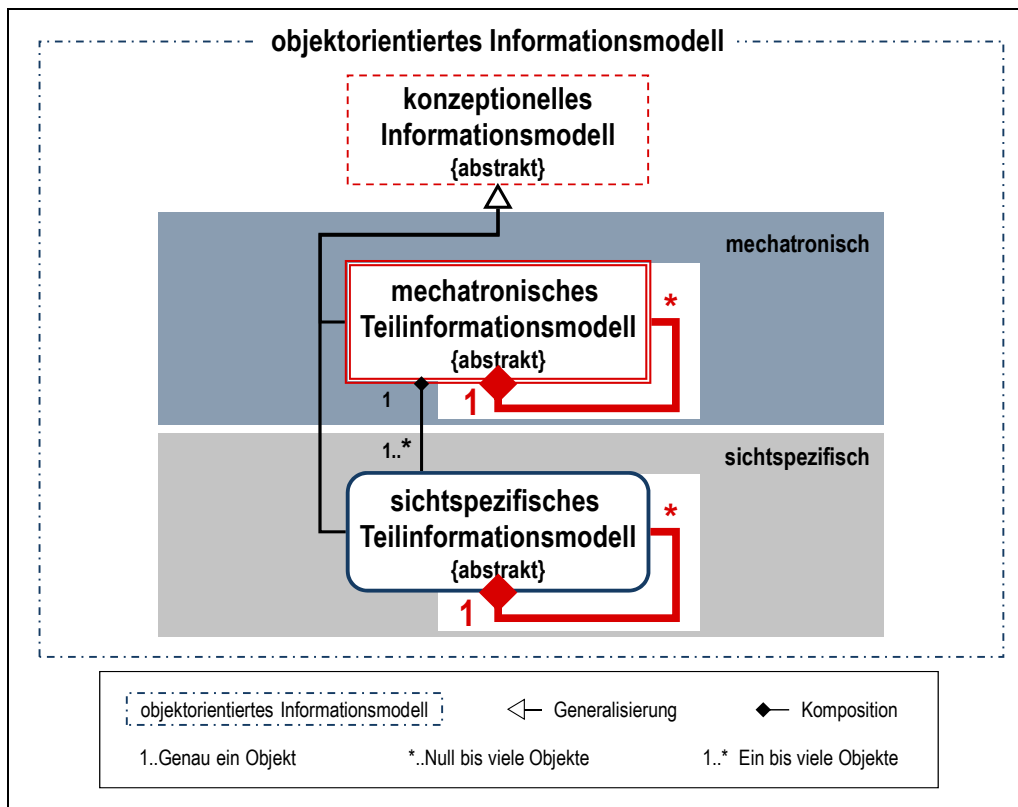 objektorientiertes Informationsmodell
konzeptionelles
Informationsmodell
{abstrakt}
mechatronisch
mechatronisches
Teilinformationsmodell
{abstrakt}
*
1
1
1..*
sichtspezifisch
sichtspezifisches
Teilinformationsmodell
{abstrakt}
*
1
objektorientiertes Informationsmodell
Generalisierung
Komposition
1..Genau ein Objekt
*..Null bis viele Objekte
1..* Ein bis viele Objekte